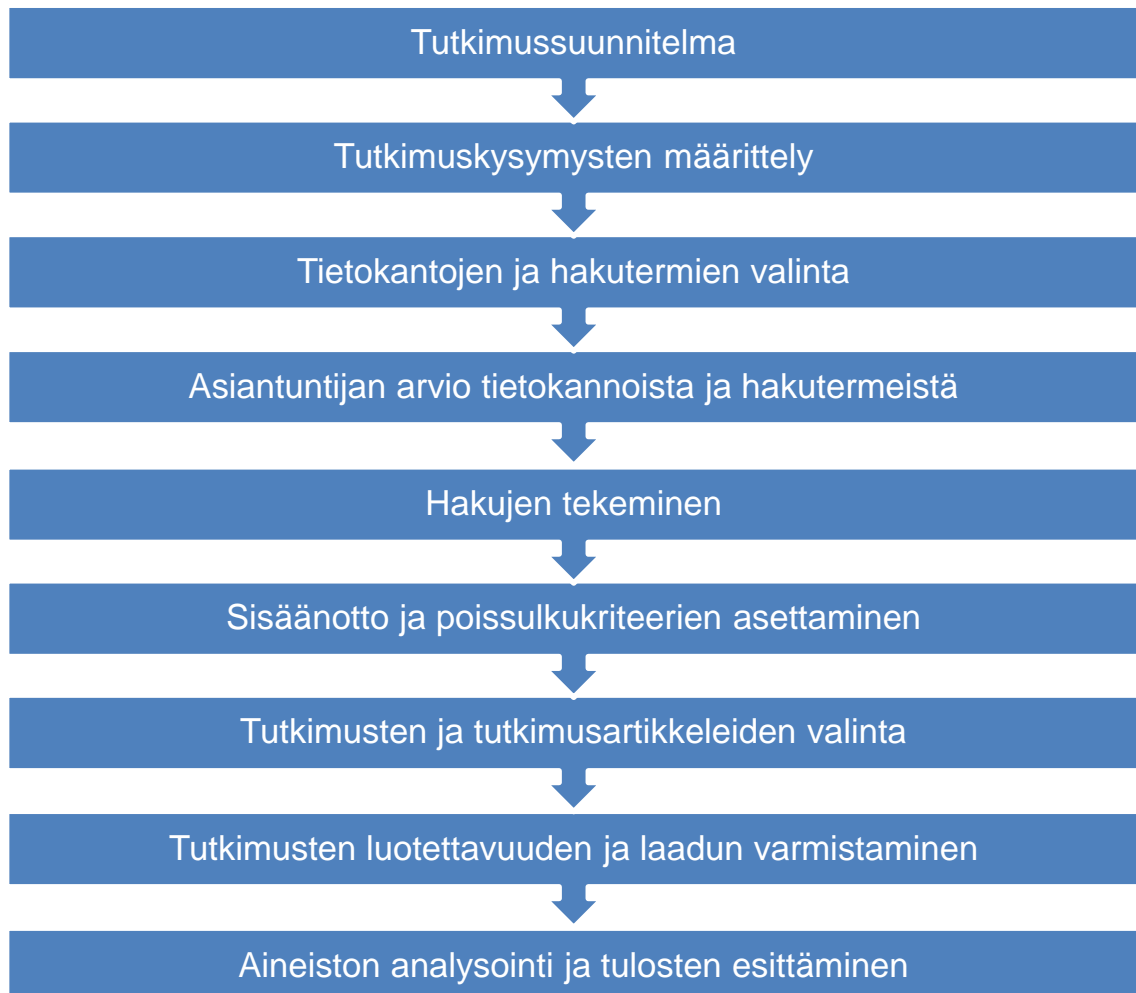 Tutkimussuunnitelma
Tutkimuskysymysten määrittely
Tietokantojen ja hakutermien valinta
Asiantuntijan arvio tietokannoista ja hakutermeistä
Hakujen tekeminen
Sisäänotto ja poissulkukriteerien asettaminen
Tutkimusten ja tutkimusartikkeleiden valinta
Tutkimusten luotettavuuden ja laadun varmistaminen
Aineiston analysointi ja tulosten esittäminen